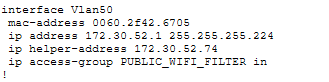 interface Vlan50
 mac-address 0060.2f42.6705
 ip address 172.30.52.1 255.255.255.224
 ip helper-address 172.30.52.74
 ip access-group PUBLIC_WIFI_FILTER in
!